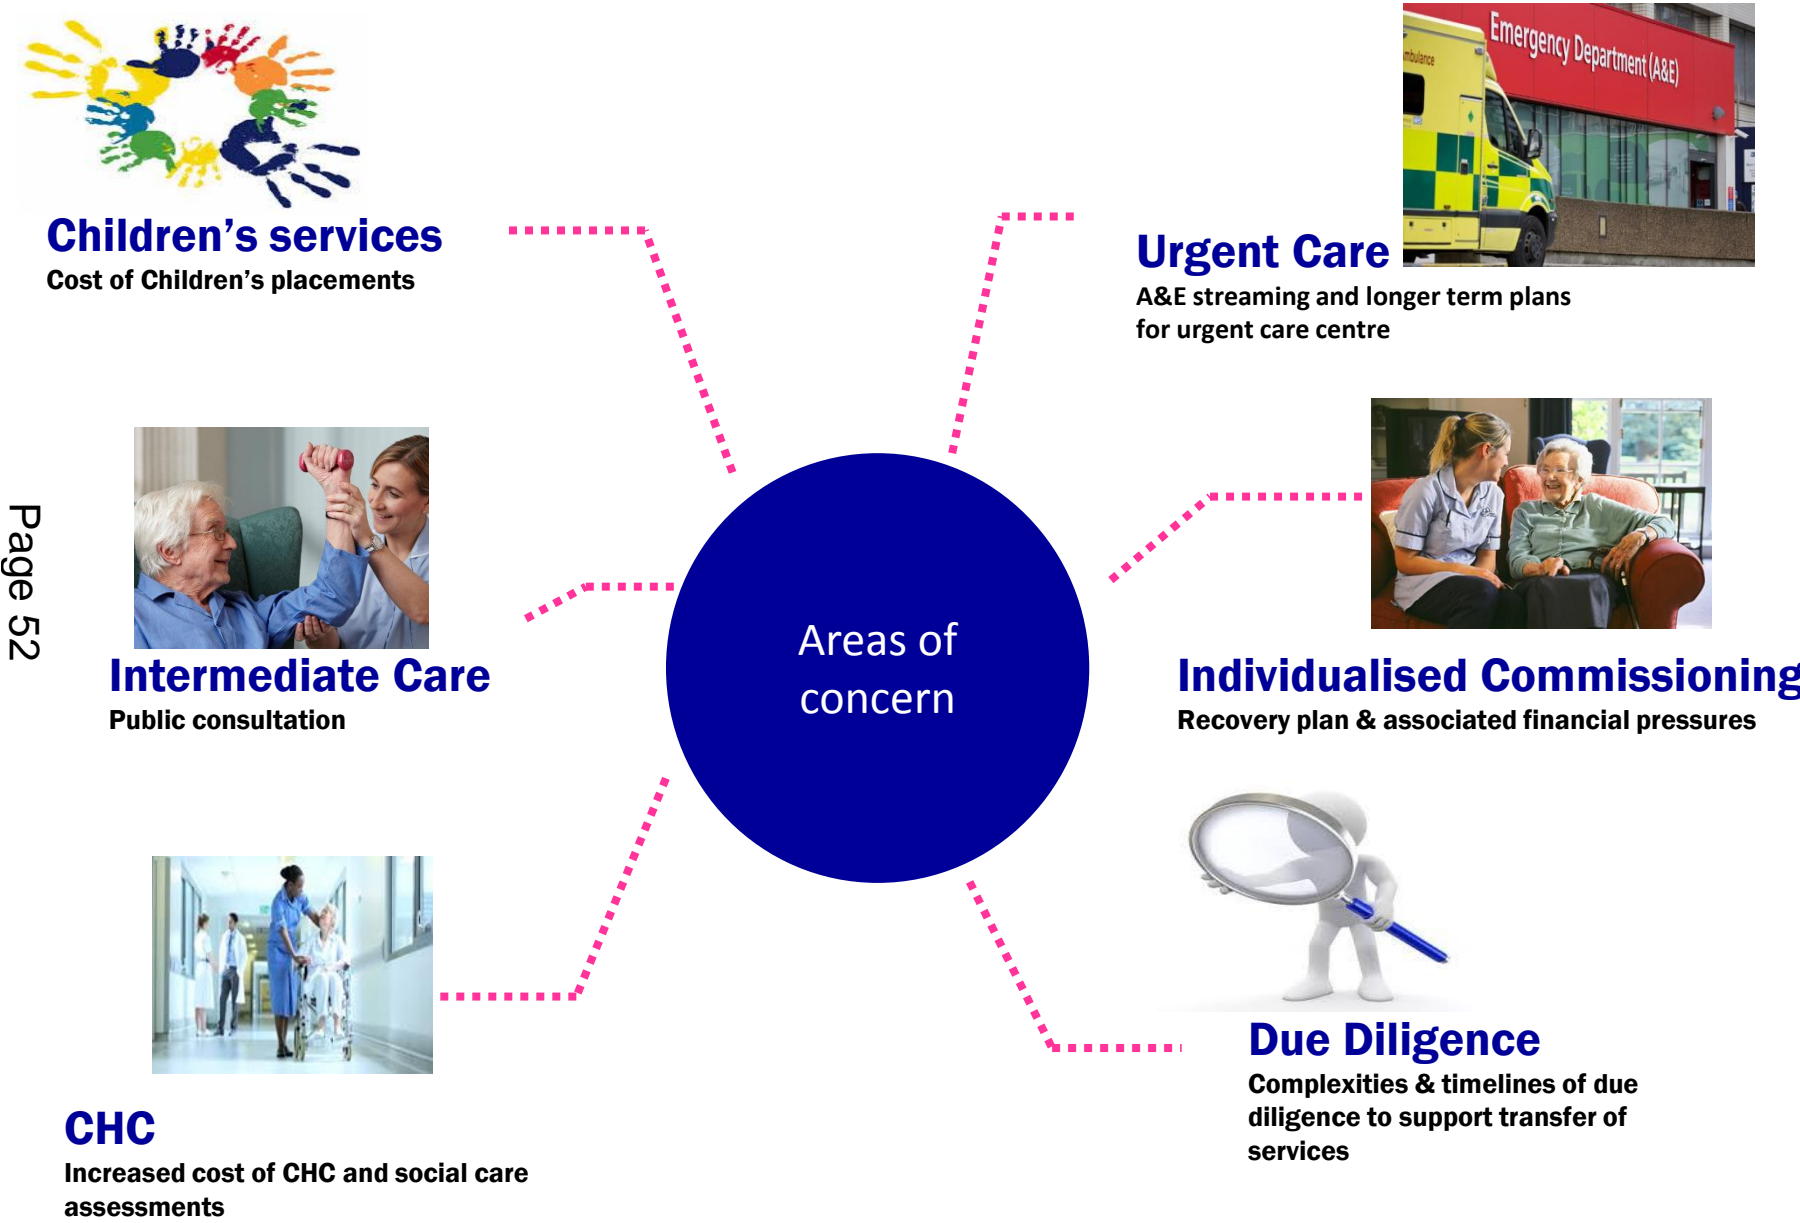 Children’s services
Cost of Children’s placements
Emergency Department (A&E)
Urgent Care
A&E streaming and longer term plans
for urgent care centre
Page 52
Areas of
concern
Intermediate Care
Public consultation
Individualised Commissioning
Recovery plan & associated financial pressures
CHC
Increased cost of CHC and social care
assessments
Due Diligence
Complexities & timelines of due
diligence to support transfer of
services